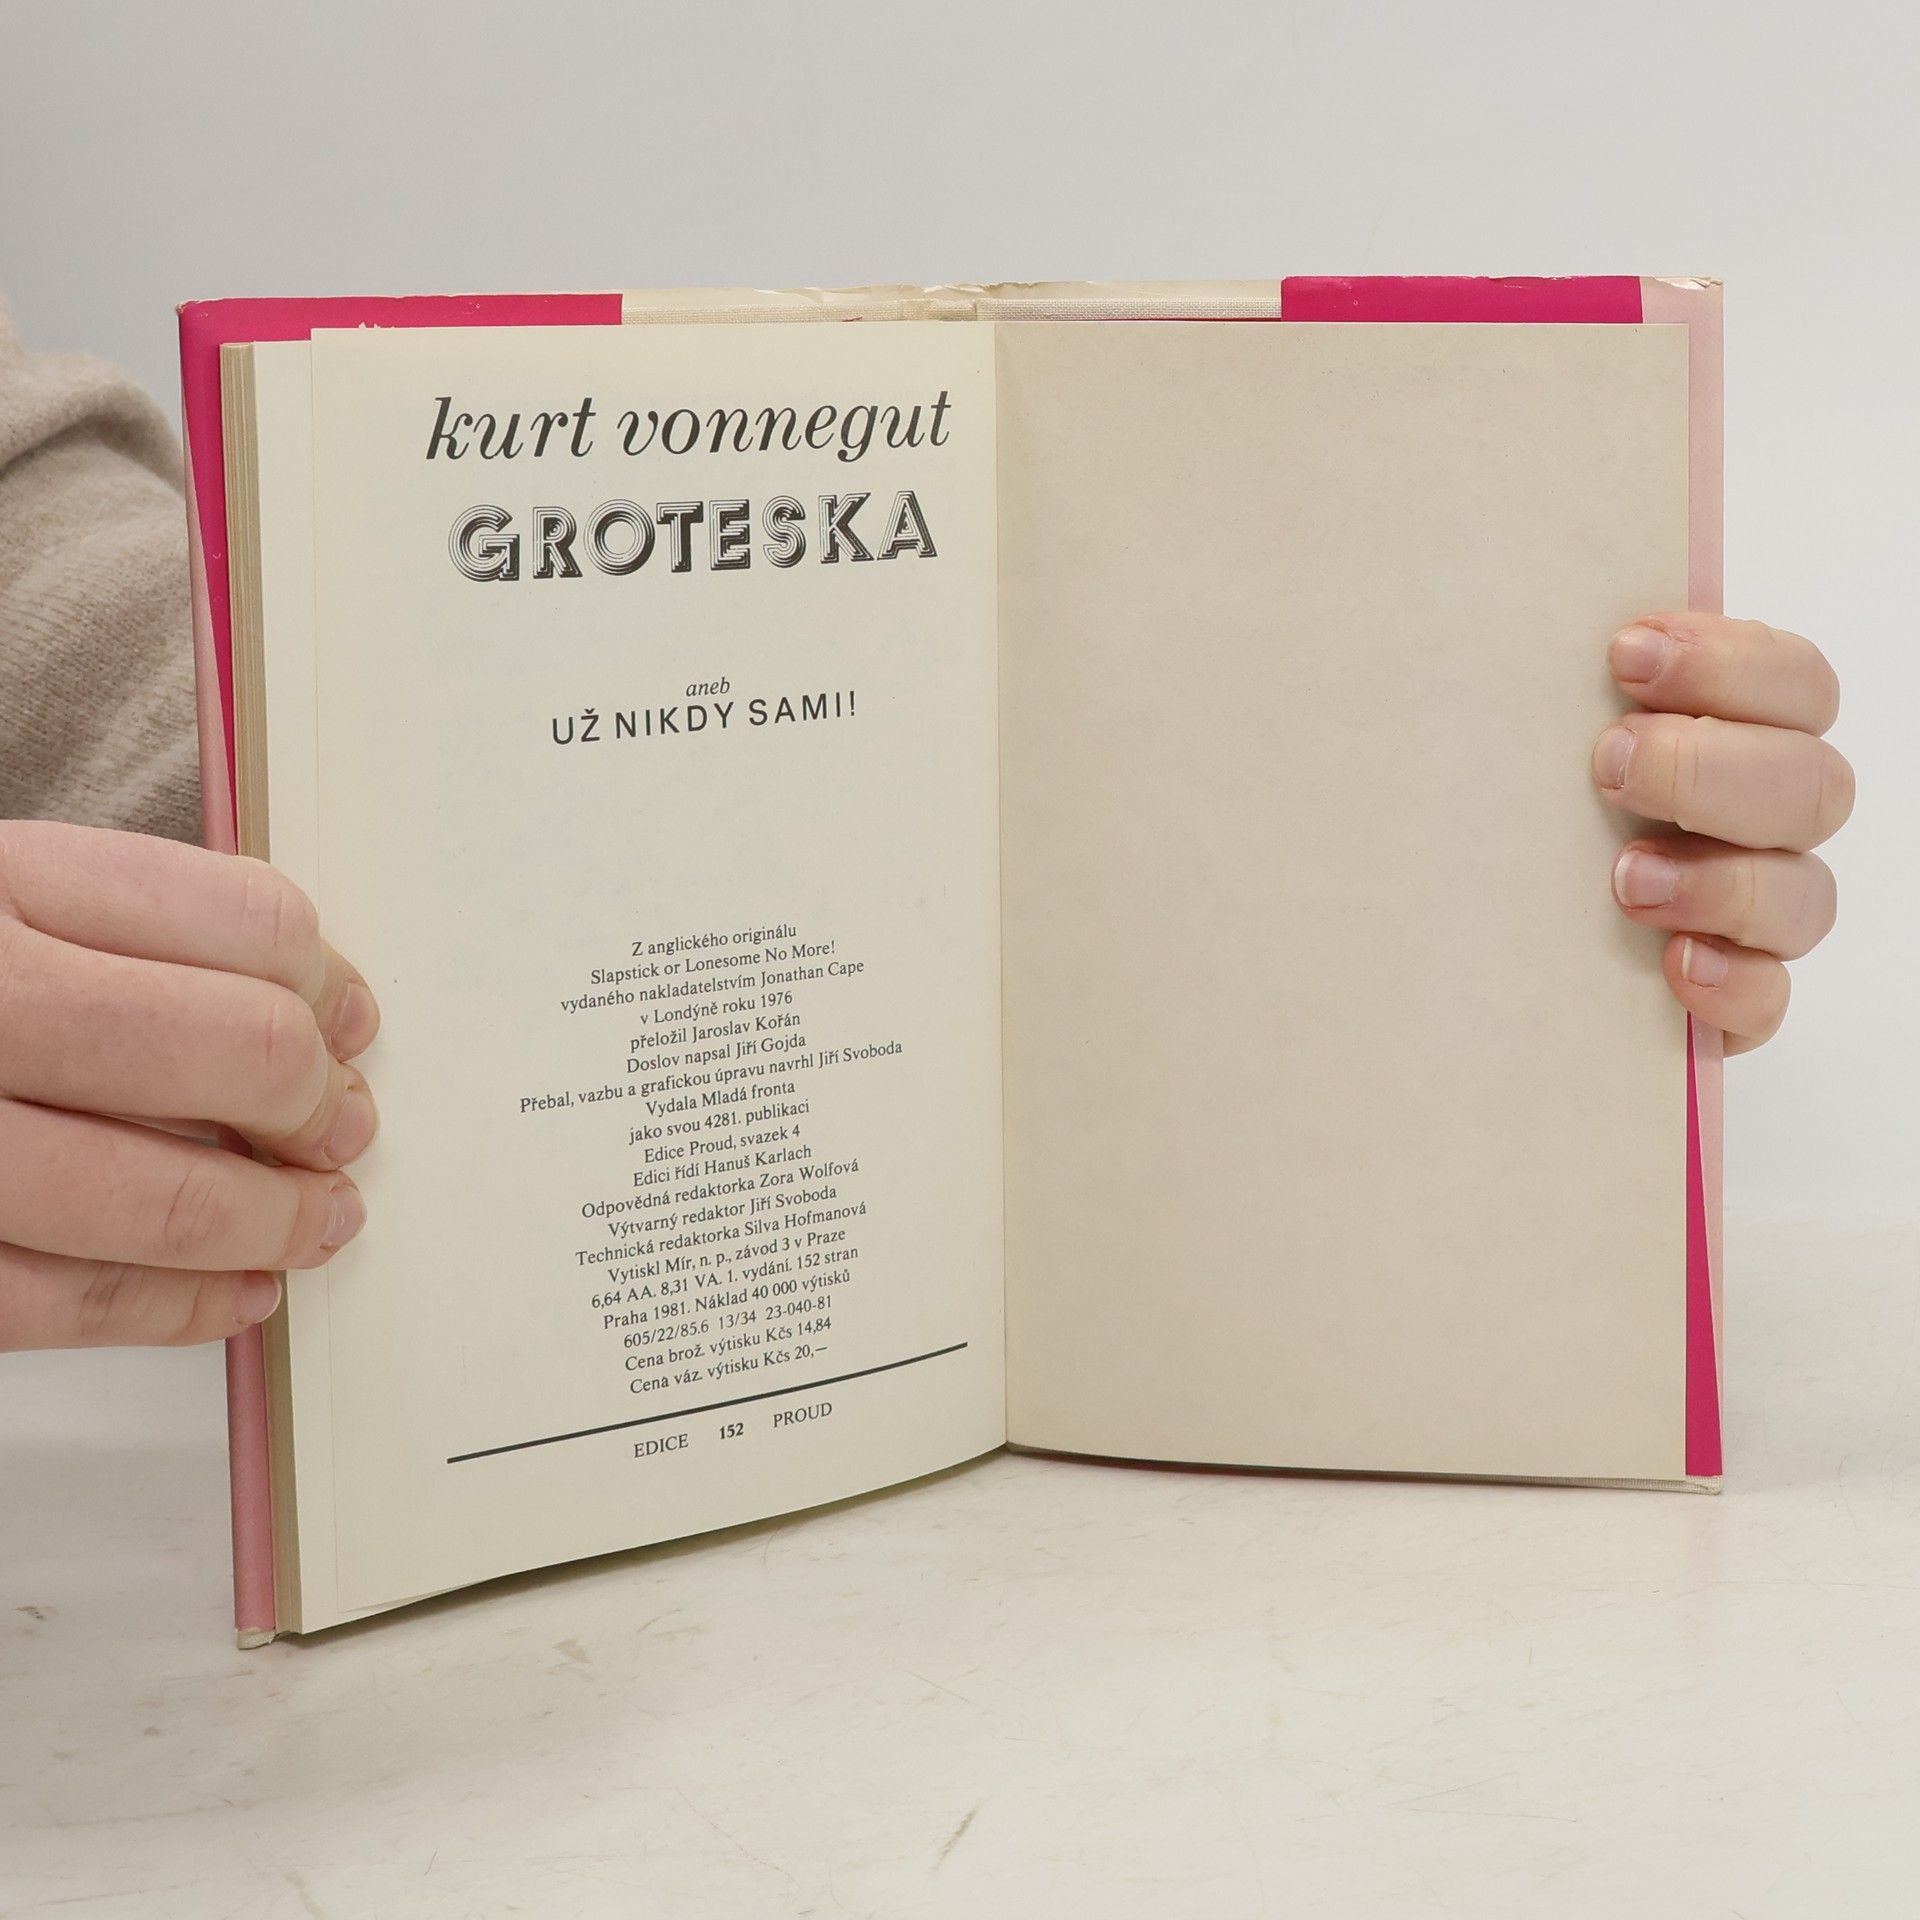 kurt vonnegut
GROTESKA
aneb
UŽ NIKDY SAMI!
Z anglického originálu
Slapstick or Lonesome No More!
vydaného nakladatelstvím Jonathan Cape
v Londýně roku 1976
přeložil Jaroslav Kořán
Doslov napsal Jiří Gojda
Přebal, vazbu a grafickou úpravu navrhl Jiří Svoboda
Vydala Mladá fronta
jako svou 4281. publikaci
Edice Proud, svazek 4
Edici řídí Hanuš Karlach
Odpovědná redaktorka Zora Wolfová
Výtvarný redaktor Jiří Svoboda
Technická redaktorka Silva Hofmanová
Vytiskl Mír, n. p., závod 3 v Praze
6,64 AA. 8,31 VA. 1. vydání. 152 stran
Praha 1981. Náklad 40 000 výtisků
605/22/85.6 13/34 23-040-81
Cena brož. výtisku Kčs 14,84
Cena váz. výtisku Kčs 20,—
EDICE 152 PROUD